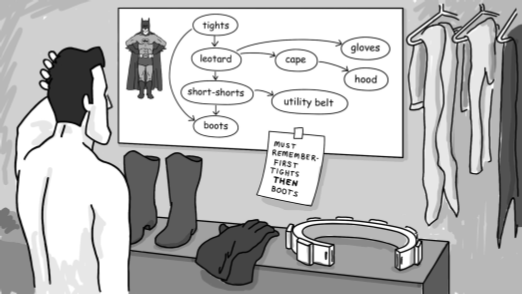 tights
leotard
cape
gloves
hood
short-shorts
utility belt
boots
MUST
REMEMBER-
FIRST
TIGHTS
THEN
BOOTS